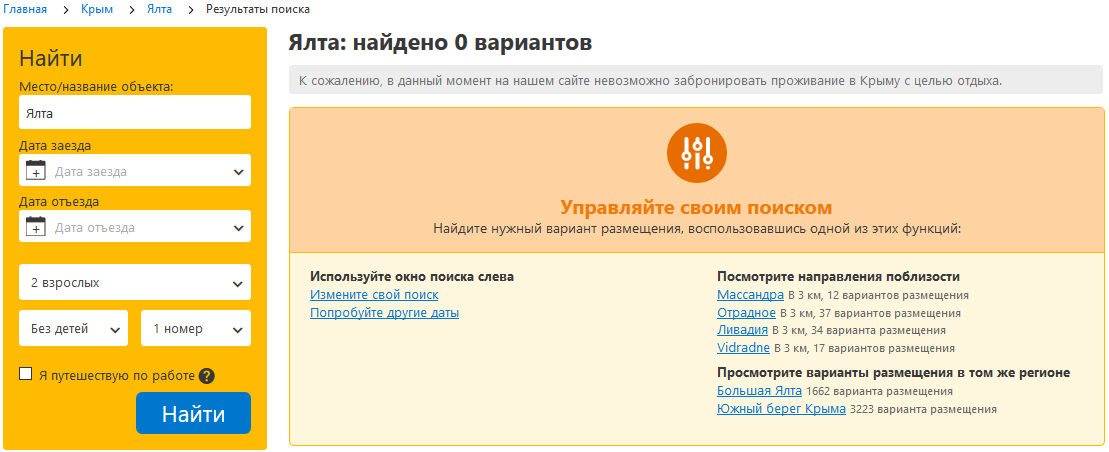 Главная > Крым > Ялта > Результаты поиска
Найти
Место/название объекта:
Ялта
Дата заезда
Дата заезда
Дата отъезда
Дата отъезда
2 взрослых
Без детей
1 номер
Я путешествую по работе ?
Найти
Ялта: найдено 0 вариантов
К сожалению, в данный момент на нашем сайте невозможно забронировать проживание в Крыму с целью отдыха.
Управляйте своим поиском
Найдите нужный вариант размещения, воспользовавшись одной из этих функций:
Используйте окно поиска слева
Измените свой поиск
Попробуйте другие даты
Посмотрите направления поблизости
Массандра В 3 км, 12 вариантов размещения
Отрадное В 3 км, 37 вариантов размещения
Ливадия В 3 км, 34 варианта размещения
Vidradne В 3 км, 17 вариантов размещения
Просмотрите варианты размещения в том же регионе
Большая Ялта 1662 варианта размещения
Южный берег Крыма 3223 варианта размещения